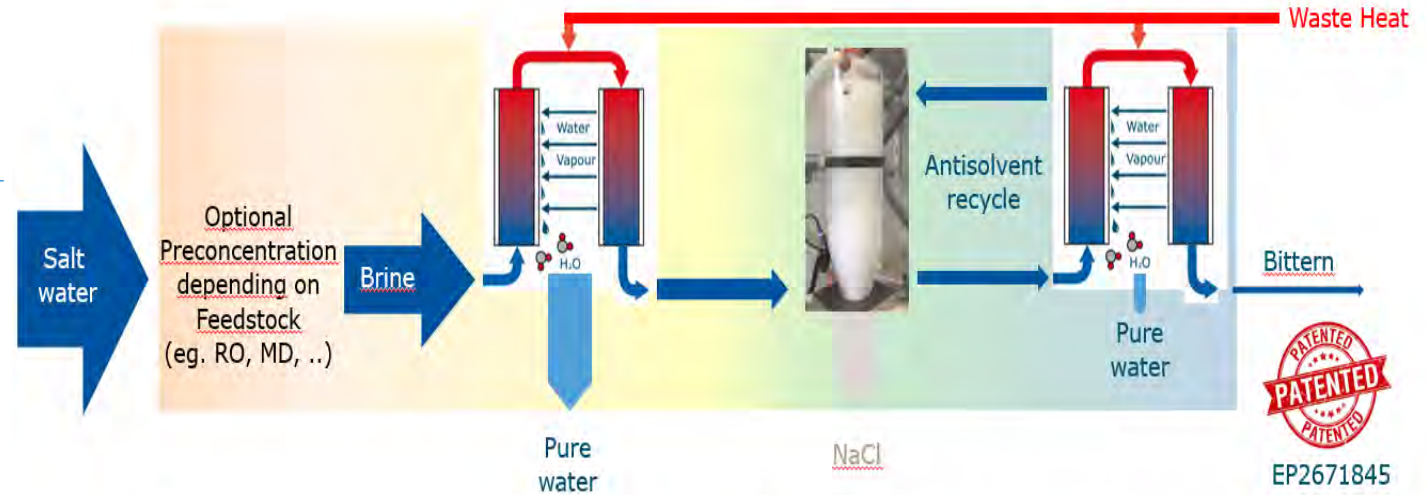 Waste Heat
Salt
water
Optional
Preconcentration
depending on
Feedstock
(eg. RO, MD, ..)
Brine
Water
Vapour
H₂O
Pure
water
NaCl
Antisolvent
recycle
Water
Vapour
H₂O
Pure
water
Bittern
PATENTED
PATENTED
PATENTED
EP2671845